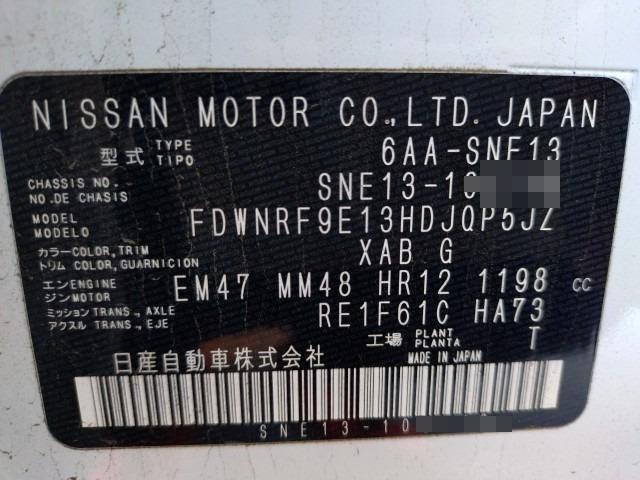 NISSAN MOTOR CO.,LTD. JAPAN
型式 TYPE TIPO 6AA-SNE13
CHASSIS NO. NO.DE CHASIS SNE13-10
MODEL MODELO FDWNRF9E13HDJQP5JZ
カラー COLOR, TRIM トリム COLOR, GUARNICION XAB G
エンジン ENGINE MOTOR EM47 MM48 HR12 1198 CC
ミッション TRANS., AXLE アクスル TRANS., EJE RE1F61C HA73
工場 PLANT PLANTA T
日産自動車株式会社 MADE IN JAPAN
SNE13-10